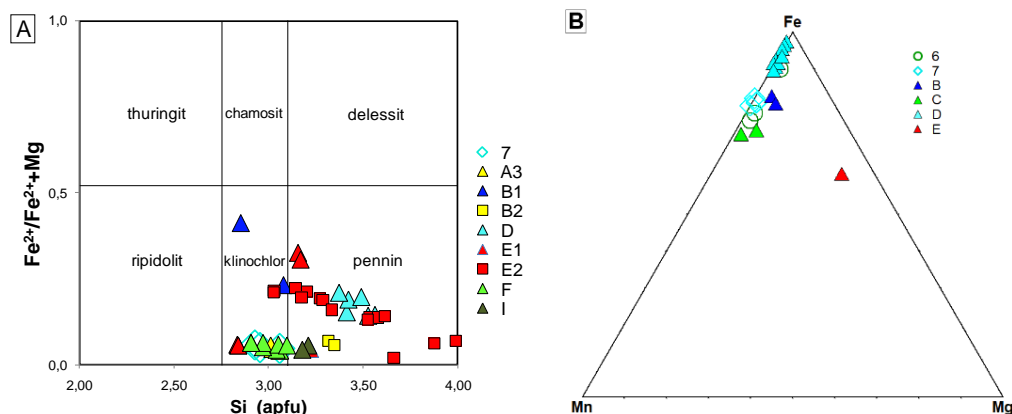 A
1,0
thuringit
chamosit
delessit
0,5
ripidolit
klinochlor
pennin
0,0
2,00
2,50
3,00
3,50
4,00
Fe²⁺/Fe²⁺+Mg
Si (apfu)
7
A3
B1
B2
D
E1
E2
F
I
B
Fe
6
7
B
C
D
E
Mn
Mg